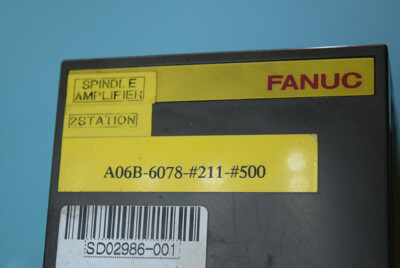 SPINDLE
AMPLIFIER
FANUC
2STATION
A06B-6078-#211-#500
SD02986-001